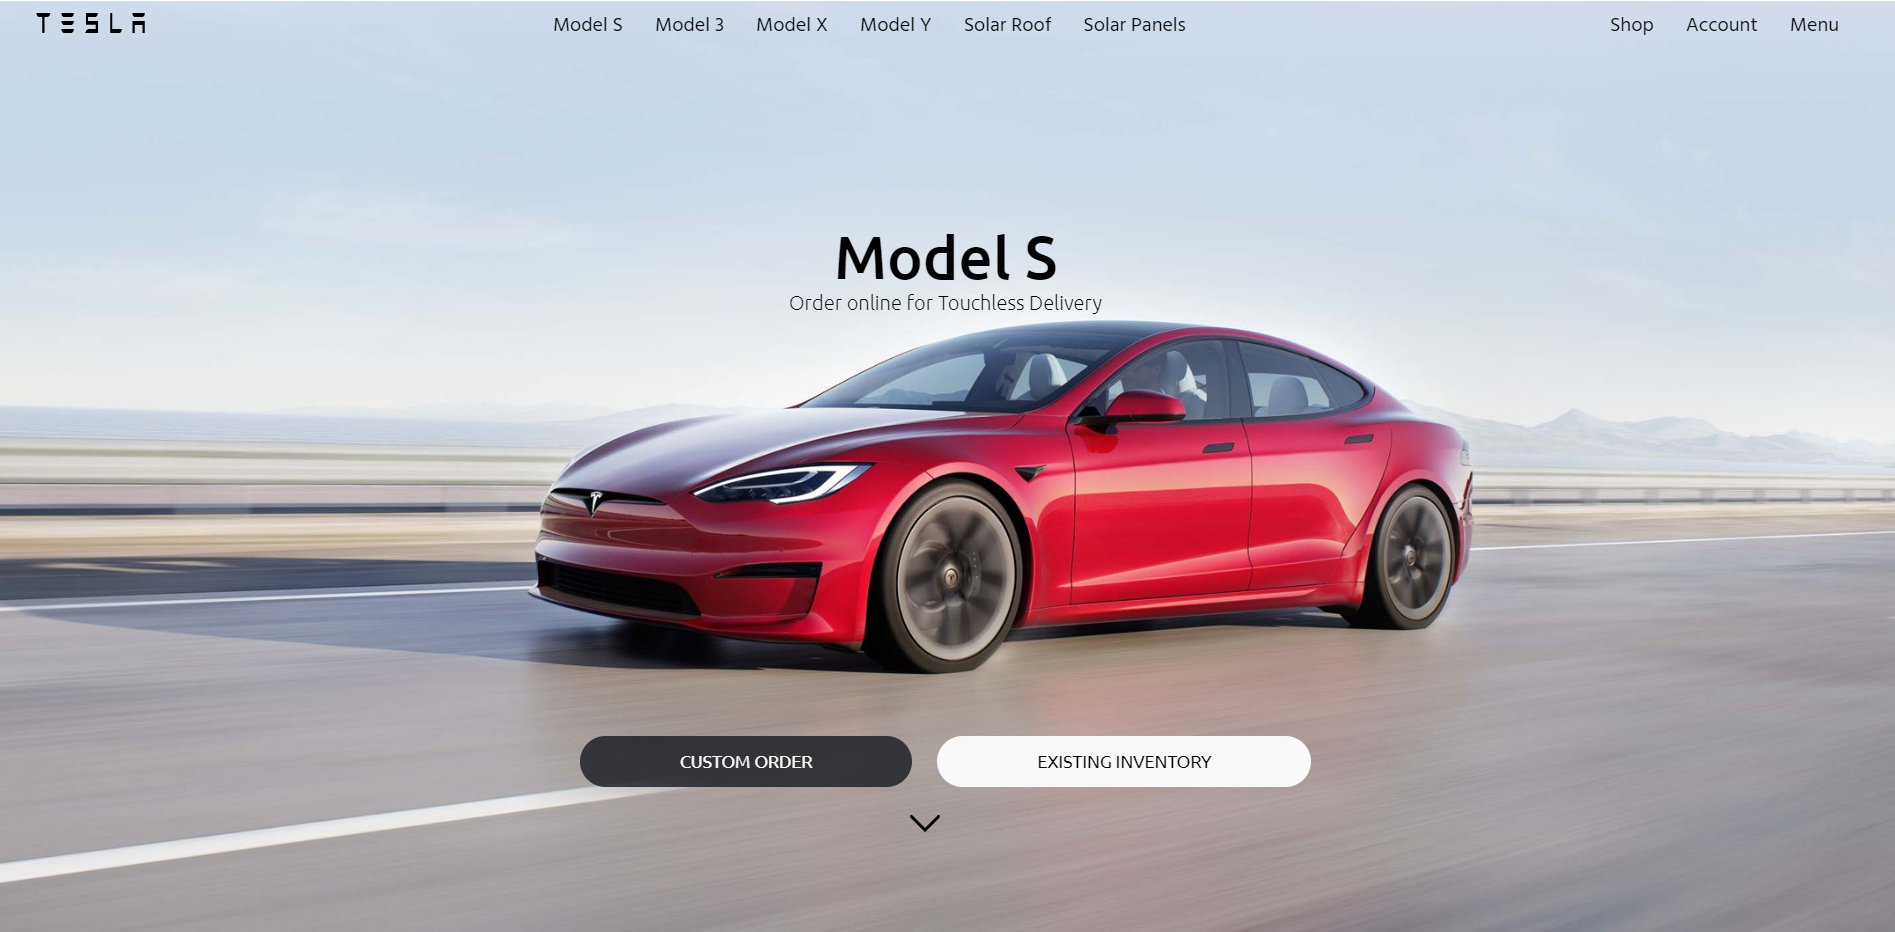 TESLA Model S Model 3 Model X Model Y Solar Roof Solar Panels Shop Account Menu
Model S
Order online for Touchless Delivery
CUSTOM ORDER EXISTING INVENTORY